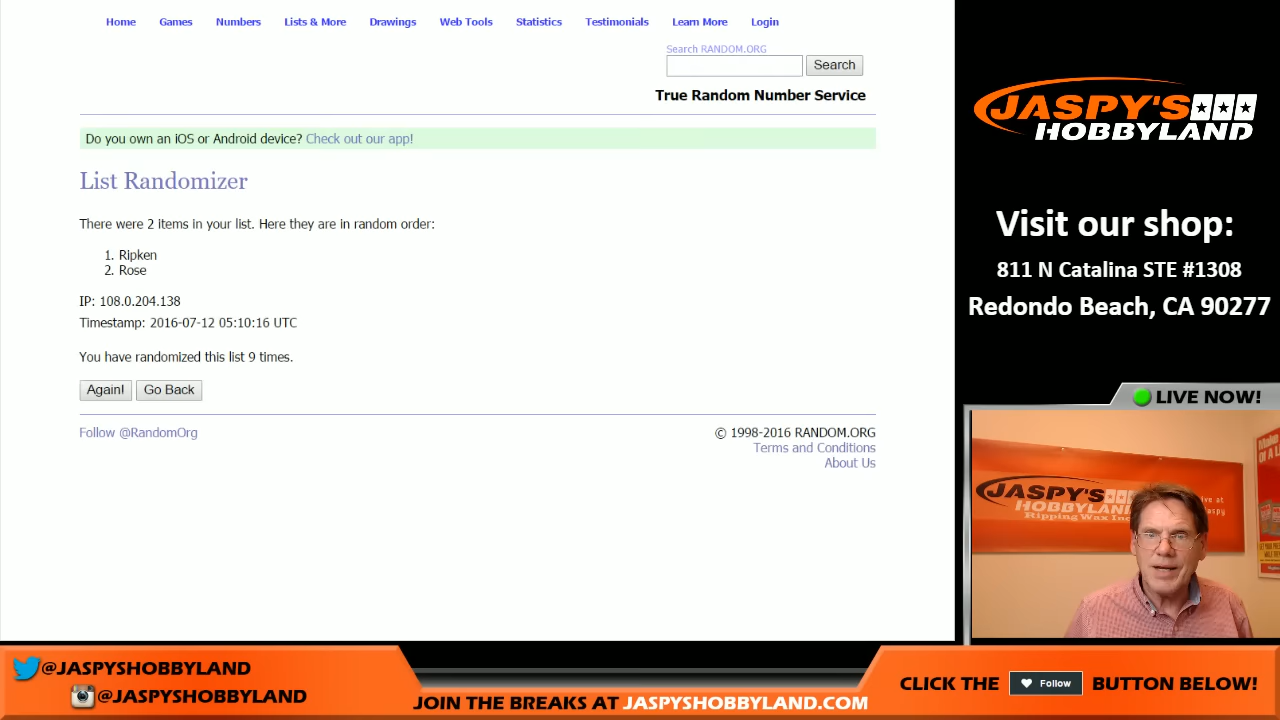 Home Games Numbers Lists & More Drawings Web Tools Statistics Testimonials Learn More Login
Search RANDOM.ORG
Search
True Random Number Service
Do you own an iOS or Android device? Check out our app!
List Randomizer
There were 2 items in your list. Here they are in random order:
1. Ripken
2. Rose
IP: 108.0.204.138
Timestamp: 2016-07-12 05:10:16 UTC
You have randomized this list 9 times.
Again! Go Back
Follow @RandomOrg
© 1998-2016 RANDOM.ORG
Terms and Conditions
About Us
JASPY'S
HOBBYLAND
Visit our shop:
811 N Catalina STE #1308
Redondo Beach, CA 90277
LIVE NOW!
JASPY'S
HOBBYLAND
Ripping Wax Inc
@JASPYSHOBBYLAND
@JASPYSHOBBYLAND
JOIN THE BREAKS AT JASPYSHOBBYLAND.COM
CLICK THE Follow BUTTON BELOW!